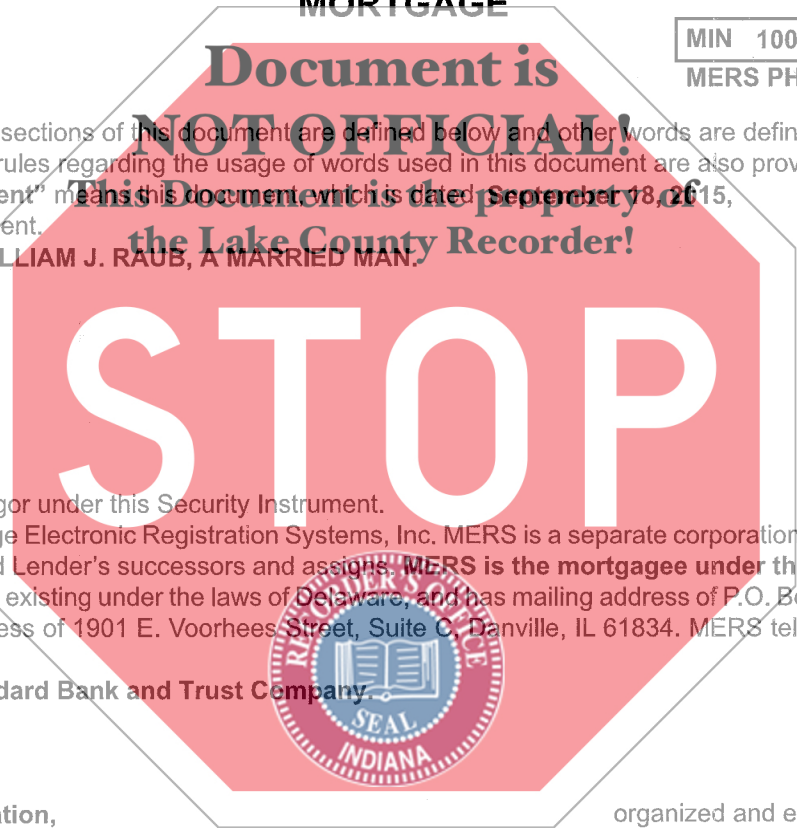 MORTGAGE
MIN 100
MERS PH
Document is
NOT OFFICIAL!
This Document is the property of
the Lake County Recorder!
sections of this document are defined below and other words are defin
rules regarding the usage of words used in this document are also prov
ent” means this document, which is dated September 18, 2015,
ent.
LLIAM J. RAUB, A MARRIED MAN.
STOP
gor under this Security Instrument.
ge Electronic Registration Systems, Inc. MERS is a separate corporation
d Lender’s successors and assigns. MERS is the mortgagee under th
existing under the laws of Delaware, and has mailing address of P.O. Bo
ess of 1901 E. Voorhees Street, Suite C, Danville, IL 61834. MERS tel
dard Bank and Trust Company.
RECORDER'S OFFICE
SEAL
INDIANA
ation,
organized and e